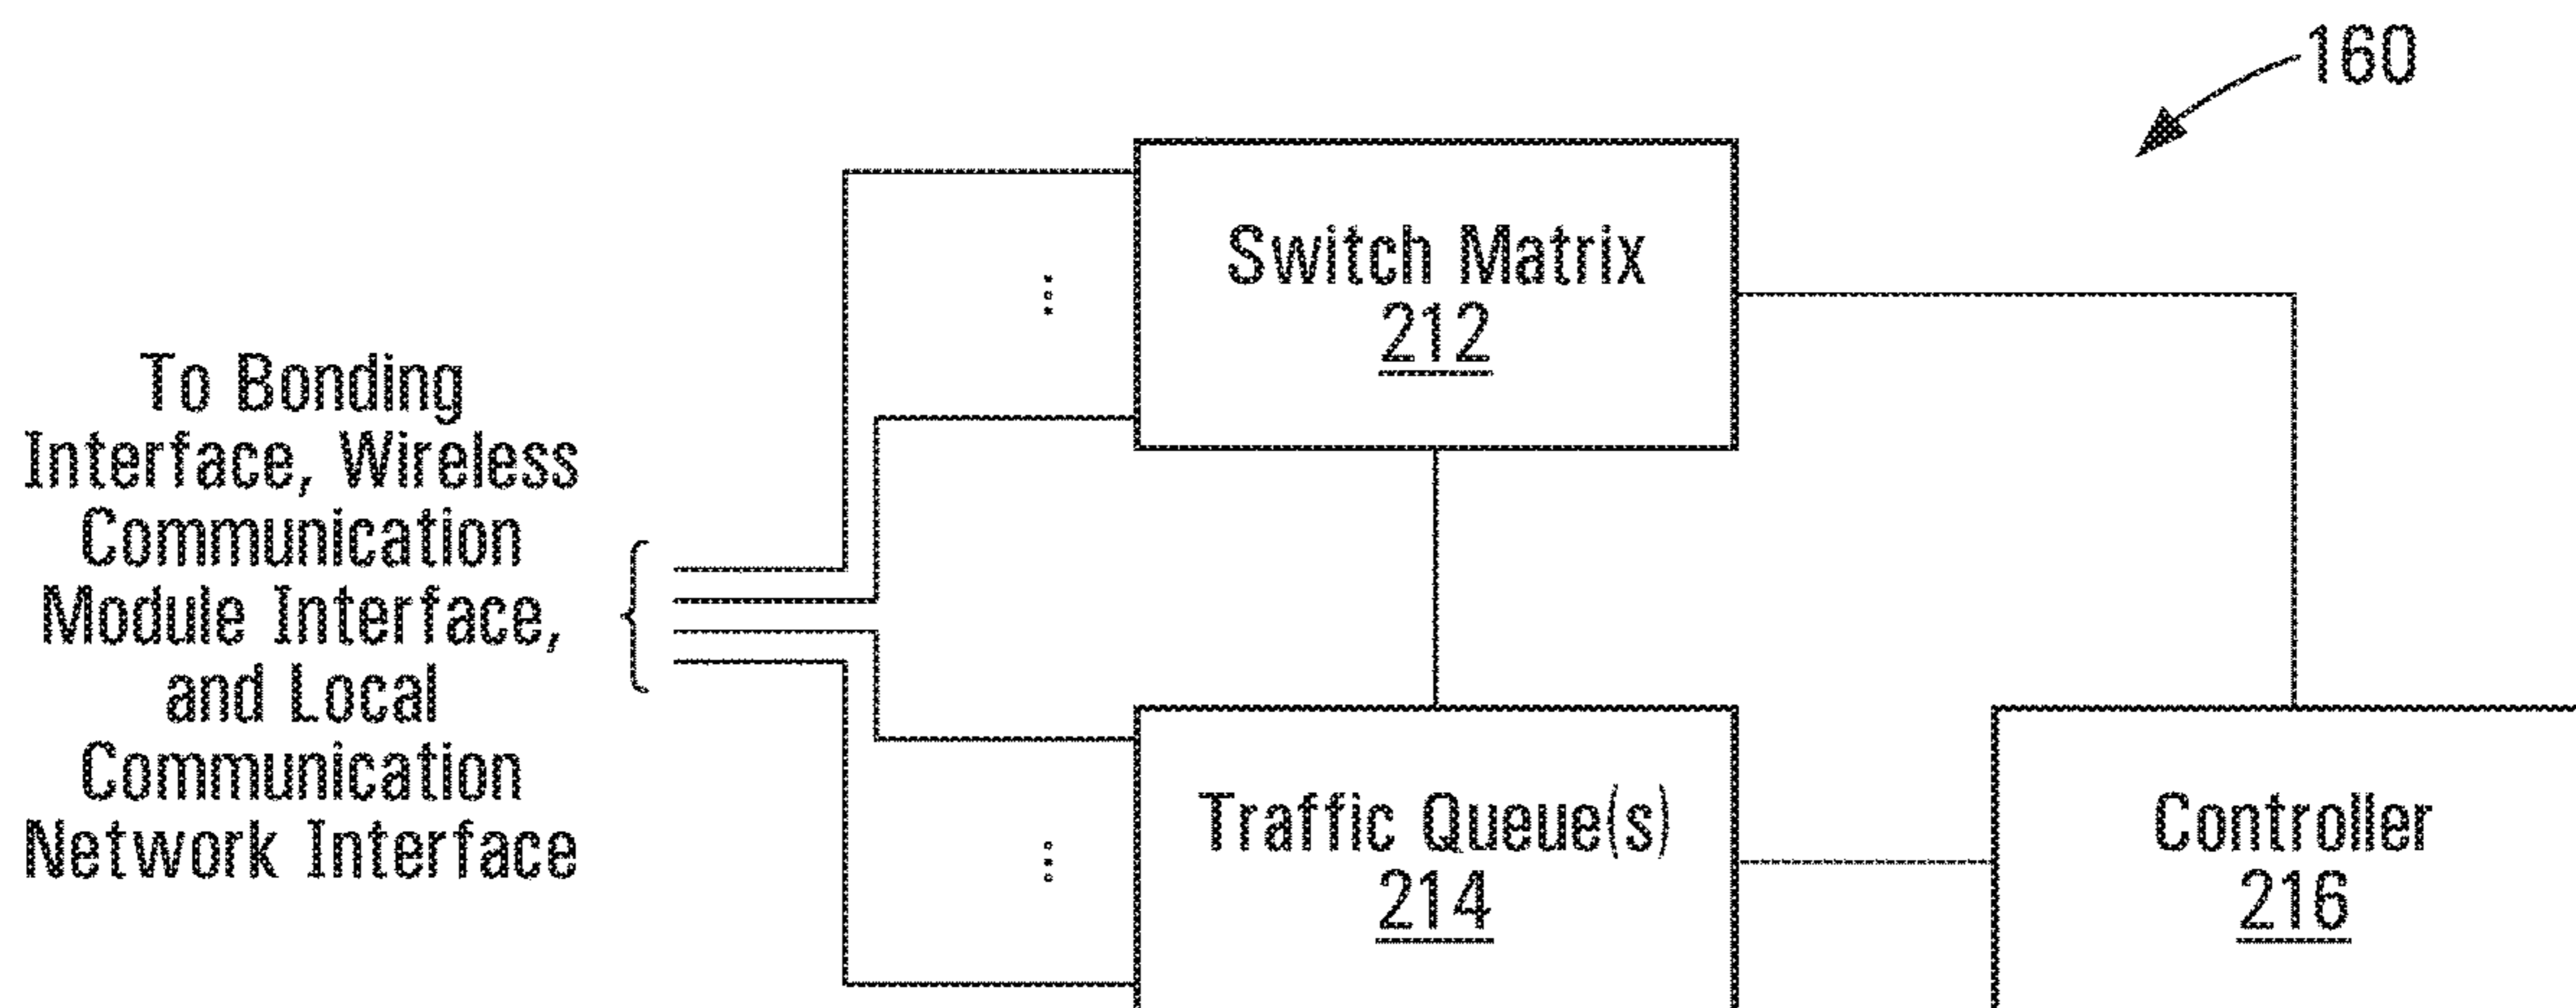 160
Switch Matrix
212
To Bonding
Interface, Wireless
Communication
Module Interface,
and Local
Communication
Network Interface
Traffic Queue(s)
214
Controller
216